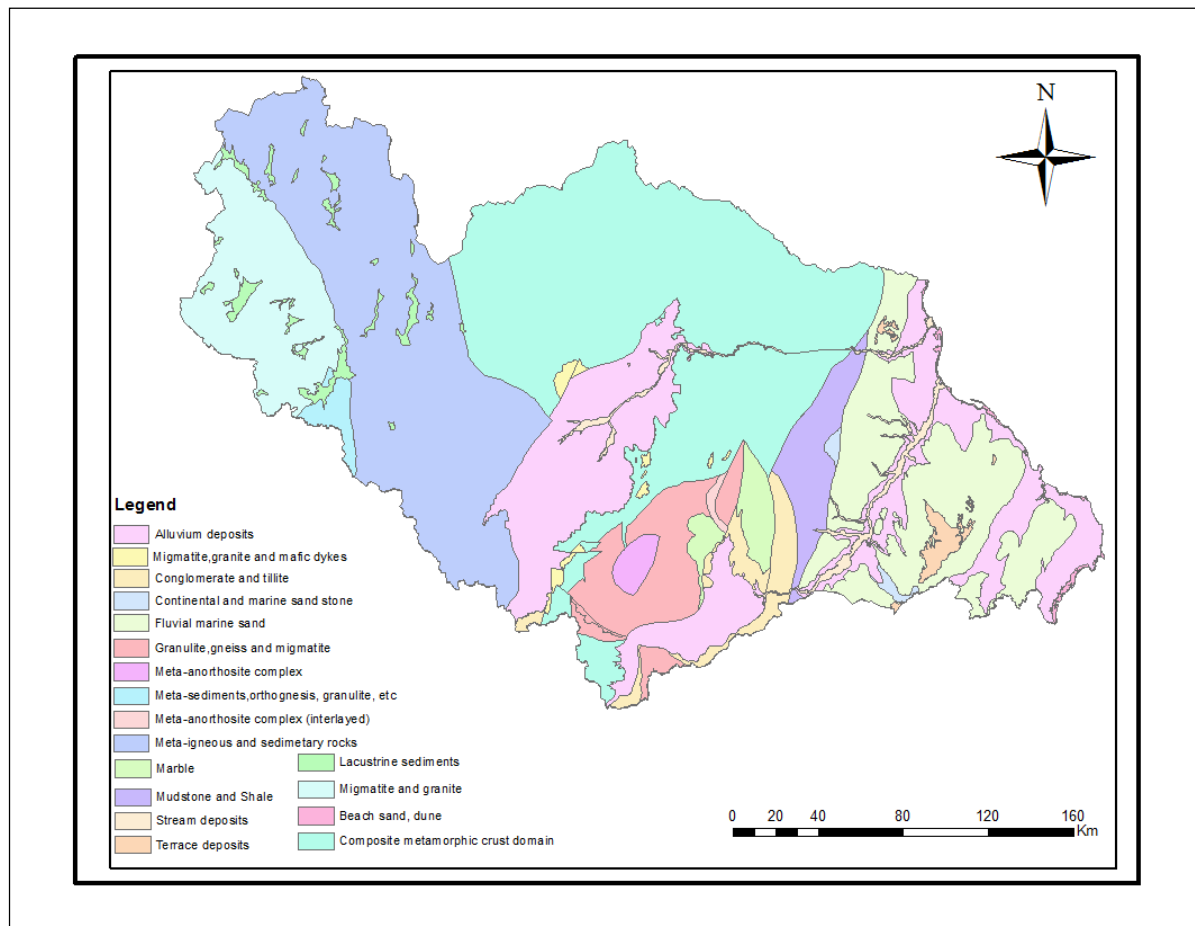 N
Legend
Alluvium deposits
Migmatite,granite and mafic dykes
Conglomerate and tillite
Continental and marine sand stone
Fluvial marine sand
Granulite,gneiss and migmatite
Meta-anorthosite complex
Meta-sediments,orthognesis, granulite, etc
Meta-anorthosite complex (interlayed)
Meta-igneous and sedimetary rocks
Marble
Mudstone and Shale
Stream deposits
Terrace deposits
Lacustrine sediments
Migmatite and granite
Beach sand, dune
Composite metamorphic crust domain
0 20 40 80 120 160
Km